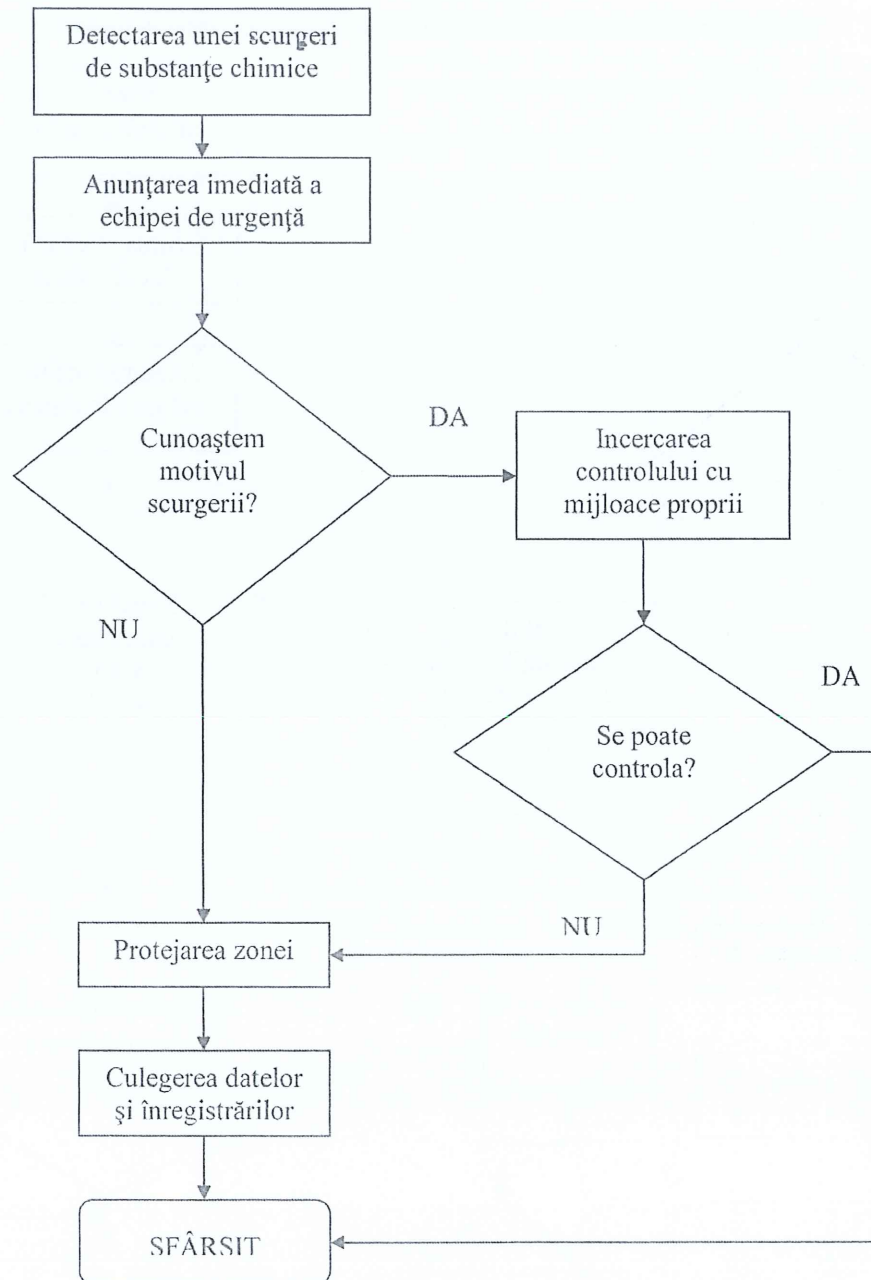 Detectarea unei scurgeri
de substanţe chimice
Anunţarea imediată a
echipei de urgenţă
Cunoaştem
motivul
scurgerii?
DA
Incercarea
controlului cu
mijloace proprii
NU
Se poate
controla?
DA
NU
Protejarea zonei
Culegerea datelor
şi înregistrărilor
SFÂRSIT